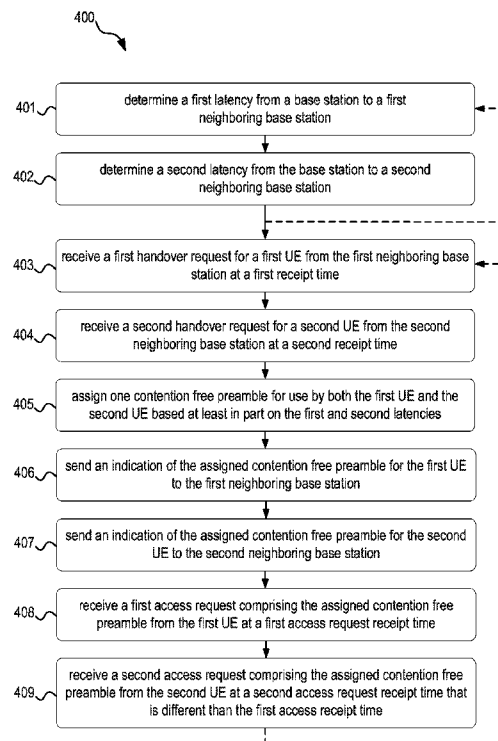 400
401
determine a first latency from a base station to a first
neighboring base station
402
determine a second latency from the base station to a second
neighboring base station
403
receive a first handover request for a first UE from the first neighboring base
station at a first receipt time
404
receive a second handover request for a second UE from the second
neighboring base station at a second receipt time
405
assign one contention free preamble for use by both the first UE and the
second UE based at least in part on the first and second latencies
406
send an indication of the assigned contention free preamble for the first UE
to the first neighboring base station
407
send an indication of the assigned contention free preamble for the second
UE to the second neighboring base station
408
receive a first access request comprising the assigned contention free
preamble from the first UE at a first access request receipt time
409
receive a second access request comprising the assigned contention free
preamble from the second UE at a second access request receipt time that
is different than the first access receipt time